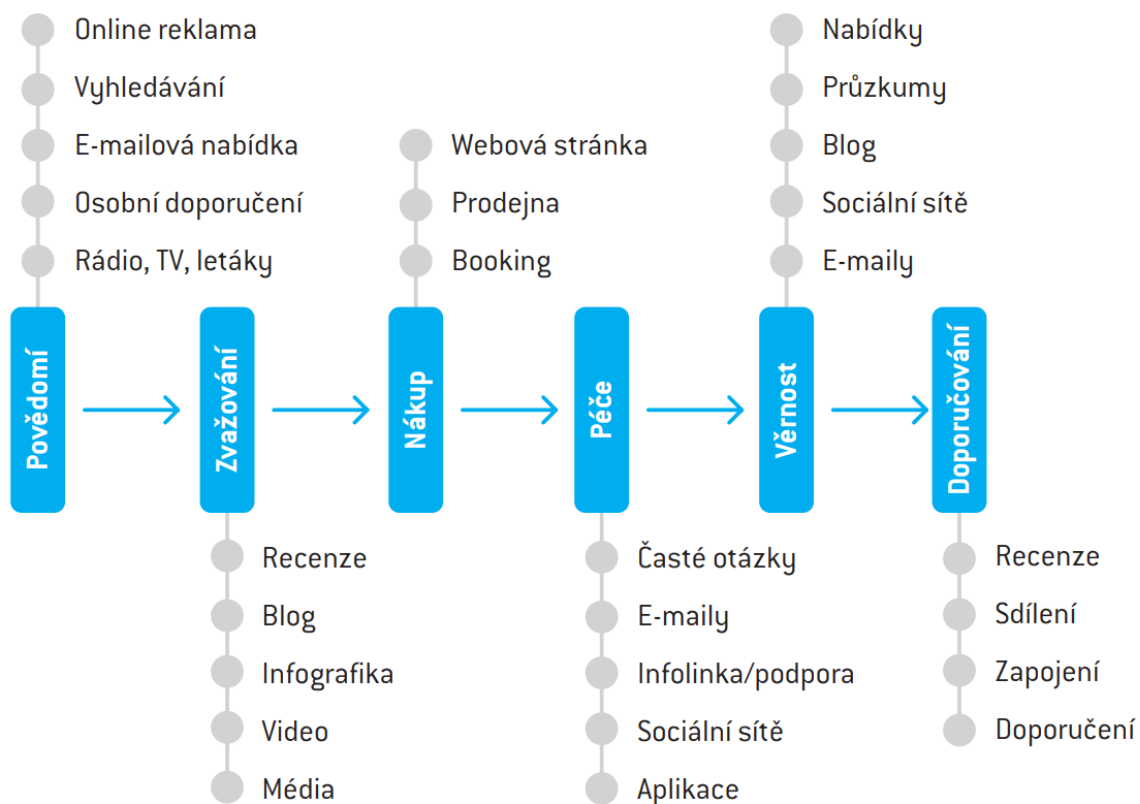 Online reklama
Vyhledávání
E-mailová nabídka
Osobní doporučení
Rádio, TV, letáky
Webová stránka
Prodejna
Booking
Nabídky
Průzkumy
Blog
Sociální sítě
E-maily
Povědomí
Zvažování
Nákup
Péče
Věrnost
Doporučování
Recenze
Blog
Infografika
Video
Média
Časté otázky
E-maily
Infolinka/podpora
Sociální sítě
Aplikace
Recenze
Sdílení
Zapojení
Doporučení